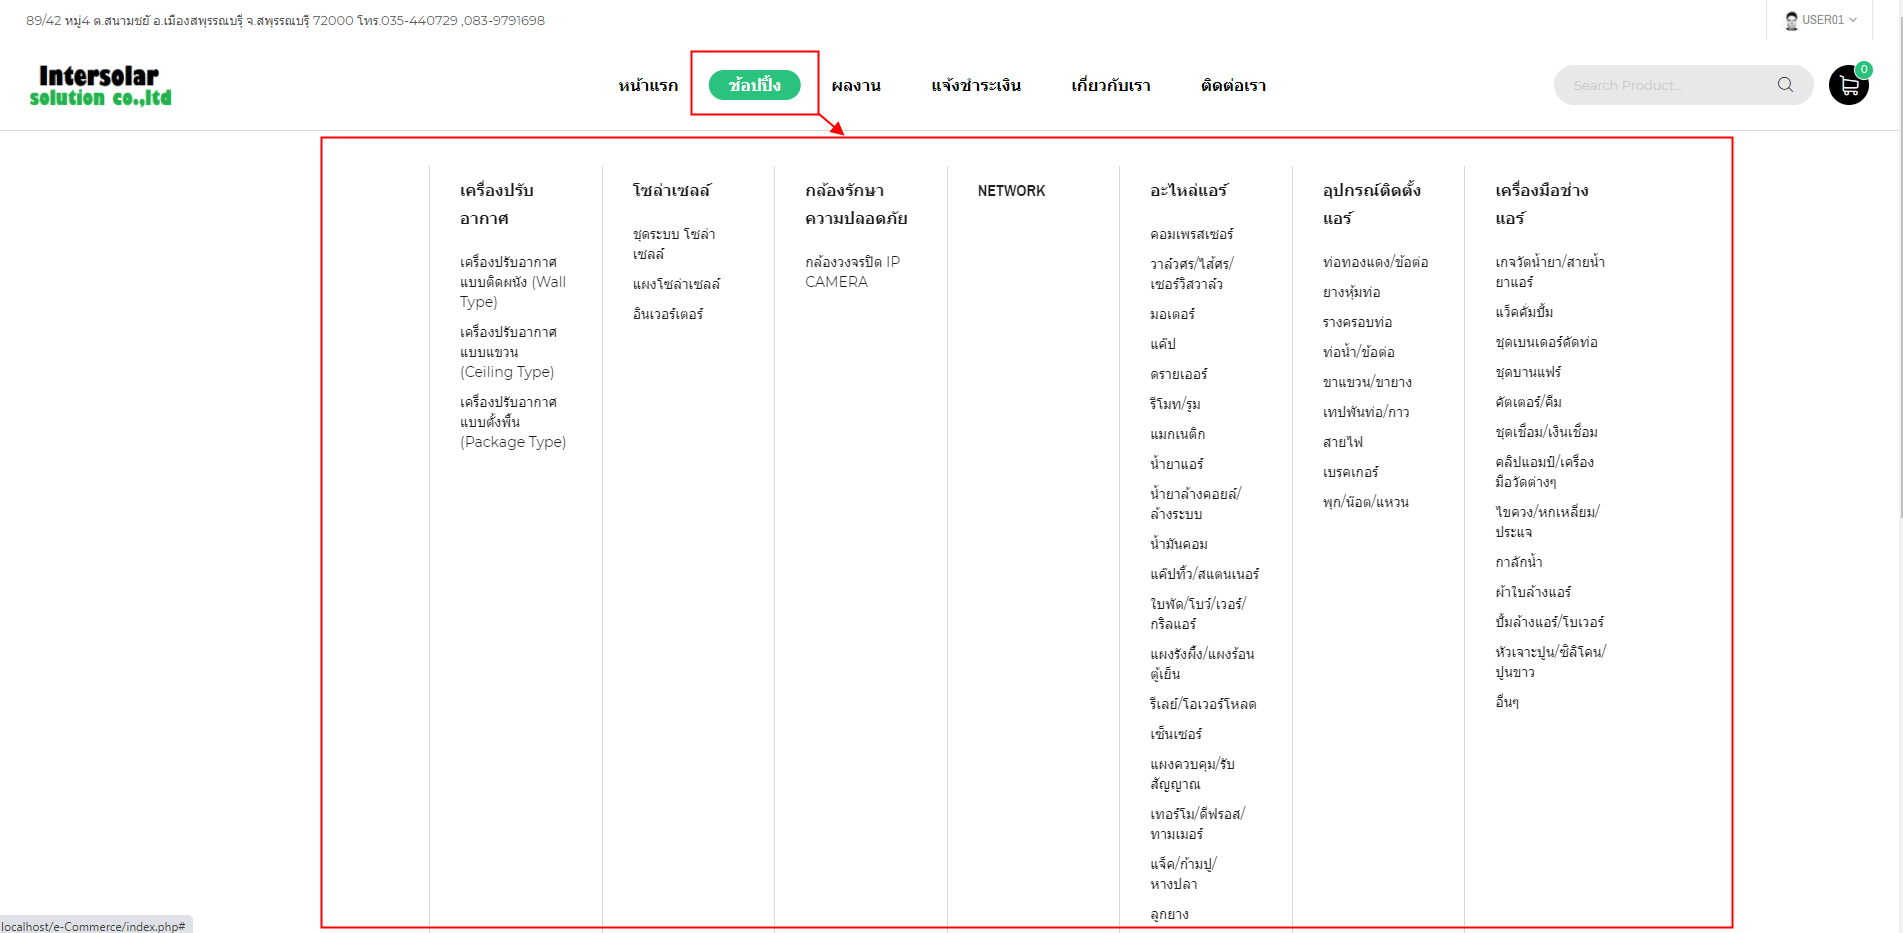 89/42 หมู่4 ต.สนามชัย อ.เมืองสุพรรณบุรี จ.สุพรรณบุรี 72000 โทร.035-440729 ,083-9791698
USER01
Intersolar
solution co.,ltd
หน้าแรก
ช้อปปิ้ง
ผลงาน
แจ้งชำระเงิน
เกี่ยวกับเรา
ติดต่อเรา
Search Product...
0
เครื่องปรับ
อากาศ
เครื่องปรับอากาศ
แบบติดผนัง (Wall
Type)
เครื่องปรับอากาศ
แบบแขวน
(Ceiling Type)
เครื่องปรับอากาศ
แบบตั้งพื้น
(Package Type)
โซล่าเซลล์
ชุดระบบ โซล่า
เซลล์
แผงโซล่าเซลล์
อินเวอร์เตอร์
กล้องรักษา
ความปลอดภัย
กล้องวงจรปิด IP
CAMERA
NETWORK
อะไหล่แอร์
คอมเพรสเซอร์
วาล์วศร/ไส้ศร/
เซอร์วิสวาล์ว
มอเตอร์
แค๊ป
ดรายเออร์
รีโมท/รูม
แมกเนติก
น้ำยาแอร์
น้ำยาล้างคอยล์/
ล้างระบบ
น้ำมันคอม
แค๊ปทิ้ว/สแตนเนอร์
ใบพัด/โบว์/เวอร์/
กริลแอร์
แผงรังผึ้ง/แผงร้อน
ตู้เย็น
รีเลย์/โอเวอร์โหลด
เซ็นเซอร์
แผงควบคุม/รับ
สัญญาณ
เทอร์โม/ดีฟรอส/
ทามเมอร์
แจ็ค/ก้ามปู/
หางปลา
ลูกยาง
อุปกรณ์ติดตั้ง
แอร์
ท่อทองแดง/ข้อต่อ
ยางหุ้มท่อ
รางครอบท่อ
ท่อน้ำ/ข้อต่อ
ขาแขวน/ขายาง
เทปพันท่อ/กาว
สายไฟ
เบรคเกอร์
พุก/น๊อต/แหวน
เครื่องมือช่าง
แอร์
เกจวัดน้ำยา/สายน้ำ
ยาแอร์
แว็คคั่มปั้ม
ชุดเบนเดอร์ดัดท่อ
ชุดบานแฟร์
คัตเตอร์/คีม
ชุดเชื่อม/เงินเชื่อม
คลิปแอมป์/เครื่อง
มือวัดต่างๆ
ไขควง/หกเหลี่ยม/
ประแจ
กาลักน้ำ
ผ้าใบล้างแอร์
ปั้มล้างแอร์/โบเวอร์
หัวเจาะปูน/ซิลิโคน/
ปูนขาว
อื่นๆ
localhost/e-Commerce/index.php#